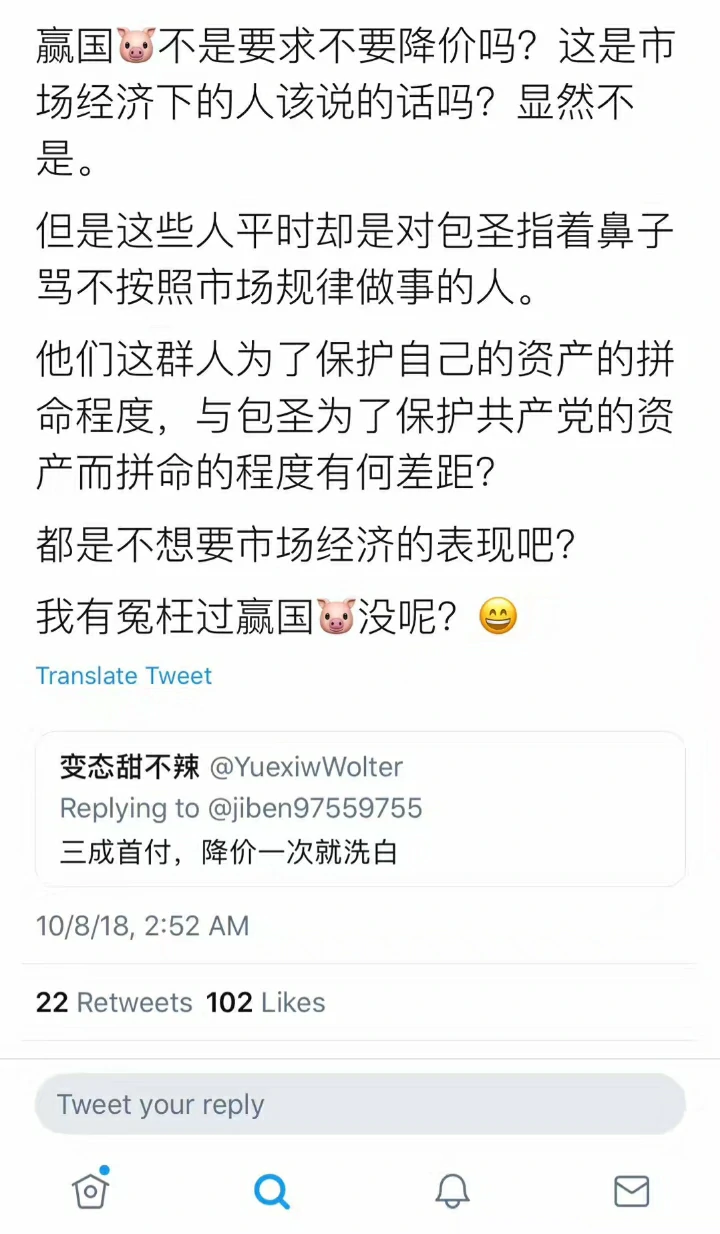 赢国🐷不是要求不要降价吗？这是市
场经济下的人该说的话吗？显然不
是。
但是这些人平时却是对包圣指着鼻子
骂不按照市场规律做事的人。
他们这群人为了保护自己的资产的拼
命程度，与包圣为了保护共产党的资
产而拼命的程度有何差距？
都是不想要市场经济的表现吧？
我有冤枉过赢国🐷没呢？😄
Translate Tweet
变态甜不辣 @YuexiwWolter
Replying to @jiben97559755
三成首付，降价一次就洗白
10/8/18, 2:52 AM
22 Retweets 102 Likes
Tweet your reply